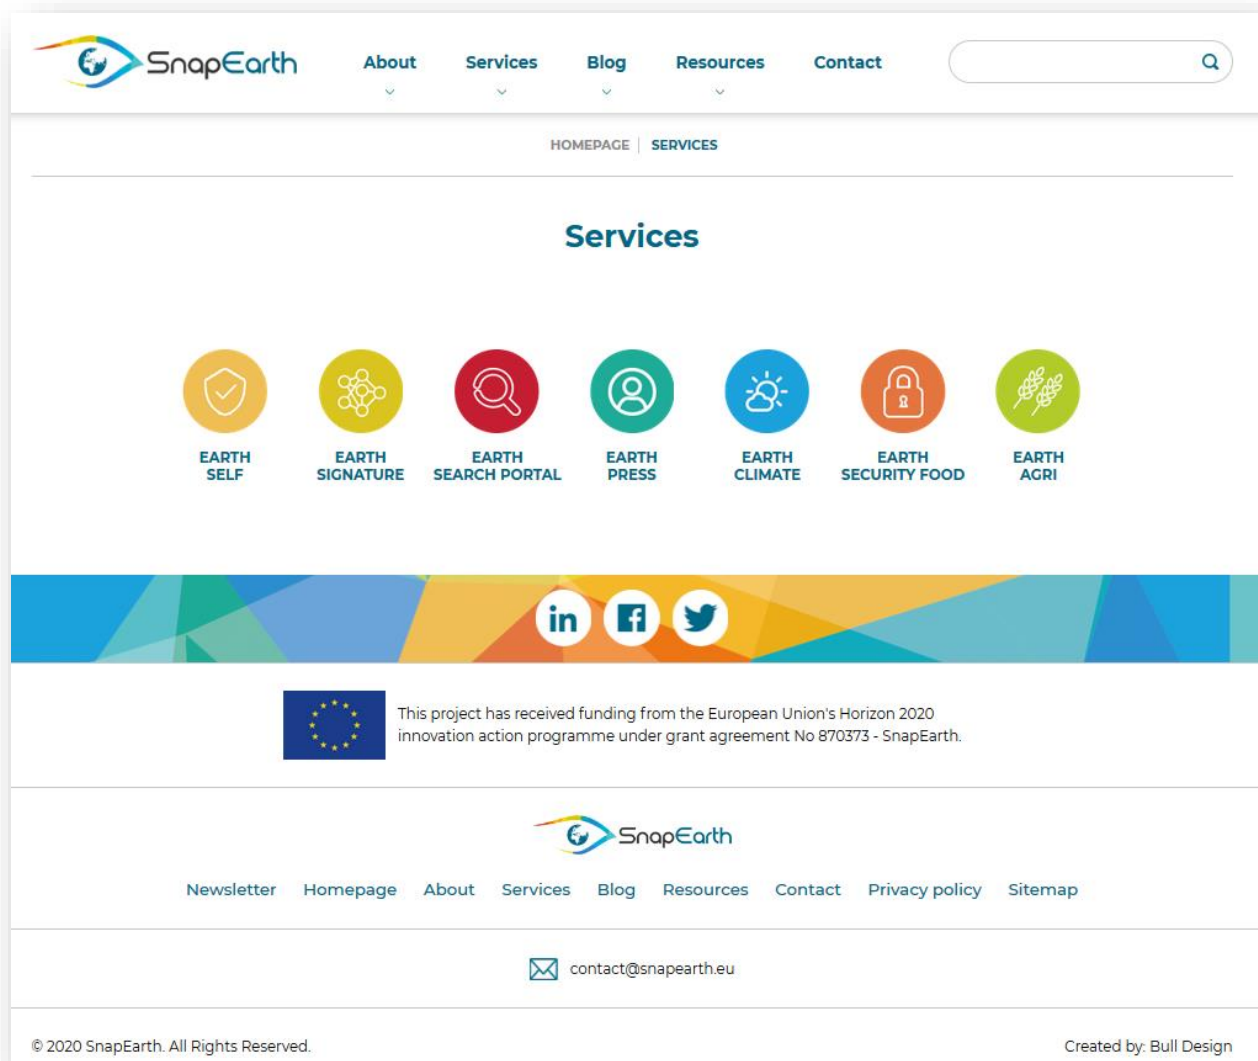 SnapEarth
About Services Blog Resources Contact
HOMEPAGE | SERVICES
Services
EARTH
SELF
EARTH
SIGNATURE
EARTH
SEARCH PORTAL
EARTH
PRESS
EARTH
CLIMATE
EARTH
SECURITY FOOD
EARTH
AGRI
in f
This project has received funding from the European Union's Horizon 2020
innovation action programme under grant agreement No 870373 - SnapEarth.
SnapEarth
Newsletter Homepage About Services Blog Resources Contact Privacy policy Sitemap
contact@snapearth.eu
© 2020 SnapEarth. All Rights Reserved. Created by: Bull Design